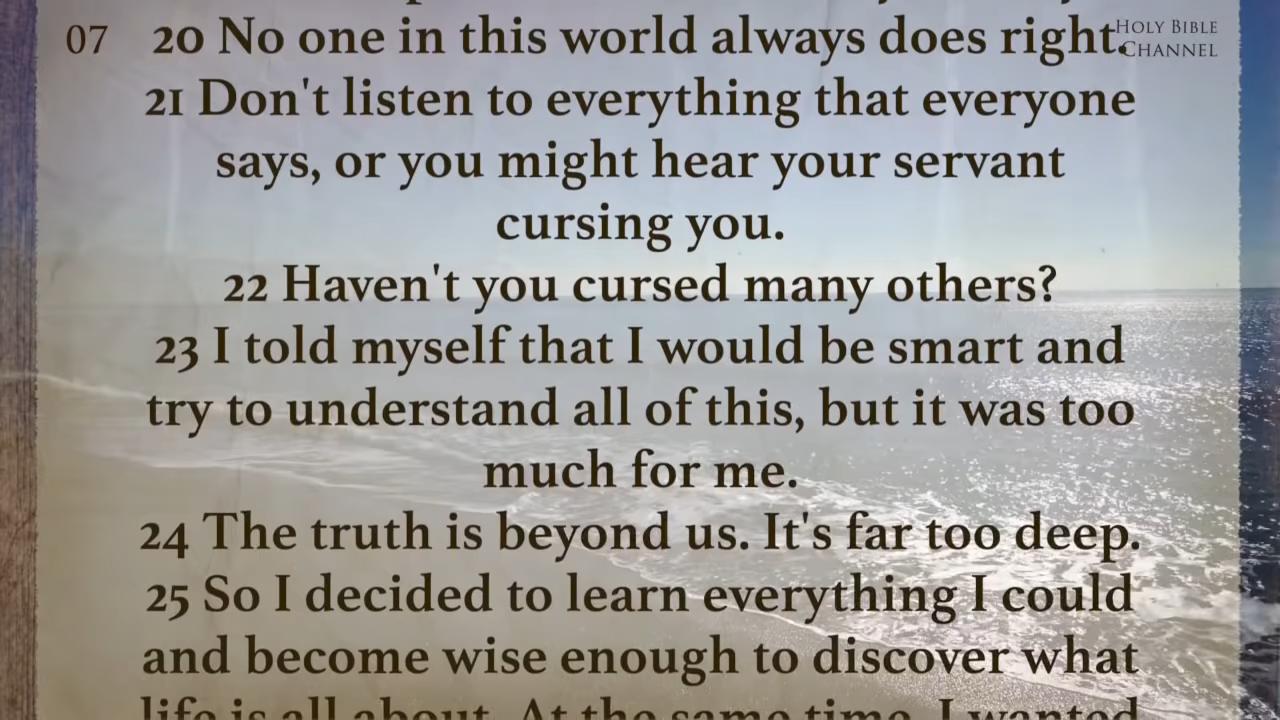 07
HOLY BIBLE
CHANNEL
20 No one in this world always does right.
21 Don't listen to everything that everyone
says, or you might hear your servant
cursing you.
22 Haven't you cursed many others?
23 I told myself that I would be smart and
try to understand all of this, but it was too
much for me.
24 The truth is beyond us. It's far too deep.
25 So I decided to learn everything I could
and become wise enough to discover what
life is all about. At the same time, I wanted